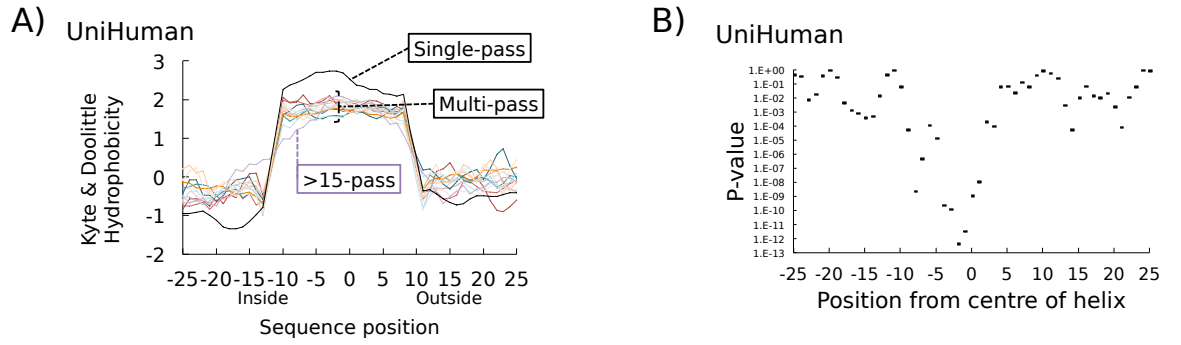 A)
UniHuman
Kyte & Doolittle
Hydrophobicity
3
2
1
0
-1
-2
Single-pass
Multi-pass
>15-pass
-25 -20 -15 -10 -5 0 5 10 15 20 25
Inside Outside
Sequence position
B)
UniHuman
P-value
1.E+00
1.E-01
1.E-02
1.E-03
1.E-04
1.E-05
1.E-06
1.E-07
1.E-08
1.E-09
1.E-10
1.E-11
1.E-12
1.E-13
-25 -20 -15 -10 -5 0 5 10 15 20 25
Position from centre of helix